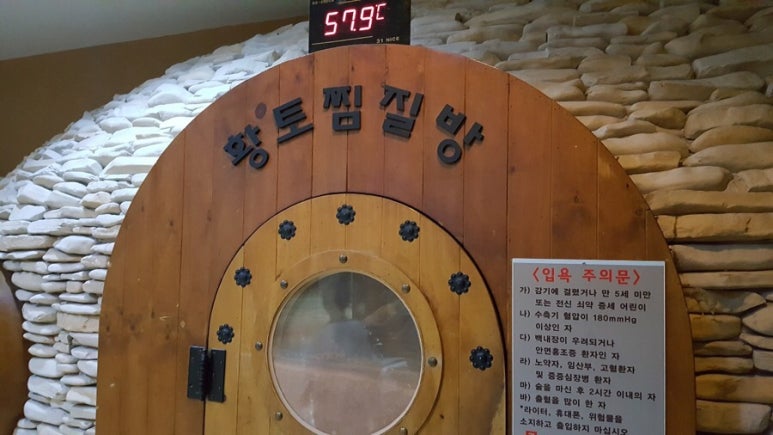 57.9℃
황토찜질방
<입욕 주의문>
가) 감기에 걸렸거나 만 5세 미만
또는 전신 쇠약 증세 어린이
나) 수축기 혈압이 180mmHg
이상인 자
다) 백내장이 우려되거나
안면홍조증 환자인 자
라) 노약자, 임산부, 고혈환자
및 중증심장병 환자
마) 술을 마신 후 2시간 이내의 자
바) 출혈을 많이 한 자
*라이터, 휴대폰, 위험물을
소지하고 출입하지 마십시오